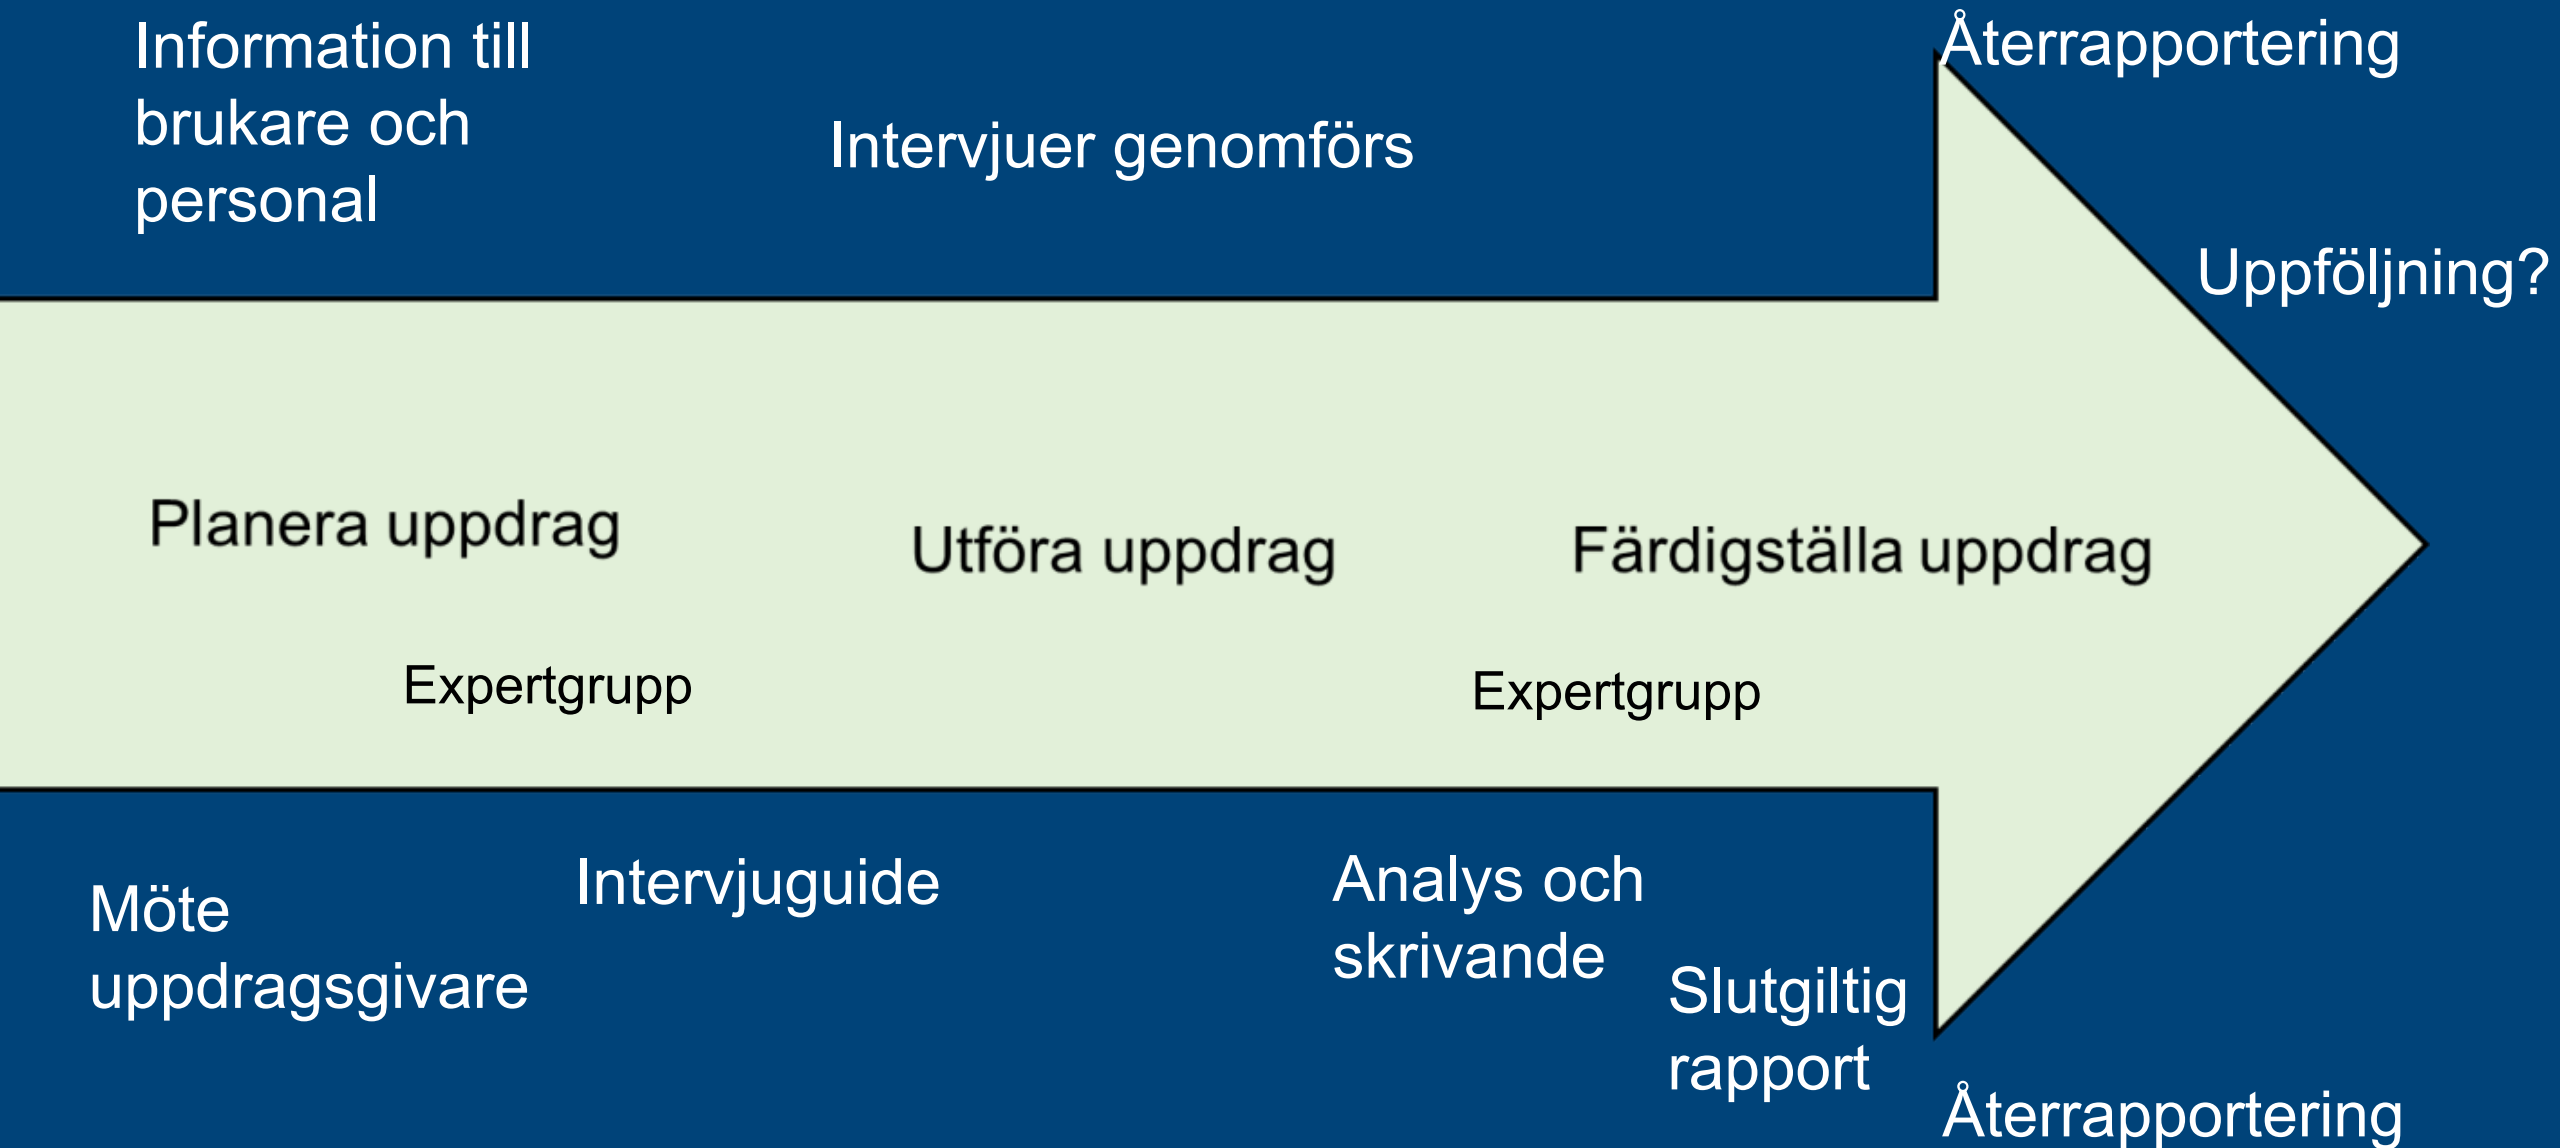 Information till
brukare och
personal
Intervjuer genomförs
Återrapportering
Uppföljning?
Planera uppdrag
Utföra uppdrag
Färdigställa uppdrag
Expertgrupp
Expertgrupp
Möte
uppdragsgivare
Intervjuguide
Analys och
skrivande
Slutgiltig
rapport
Återrapportering